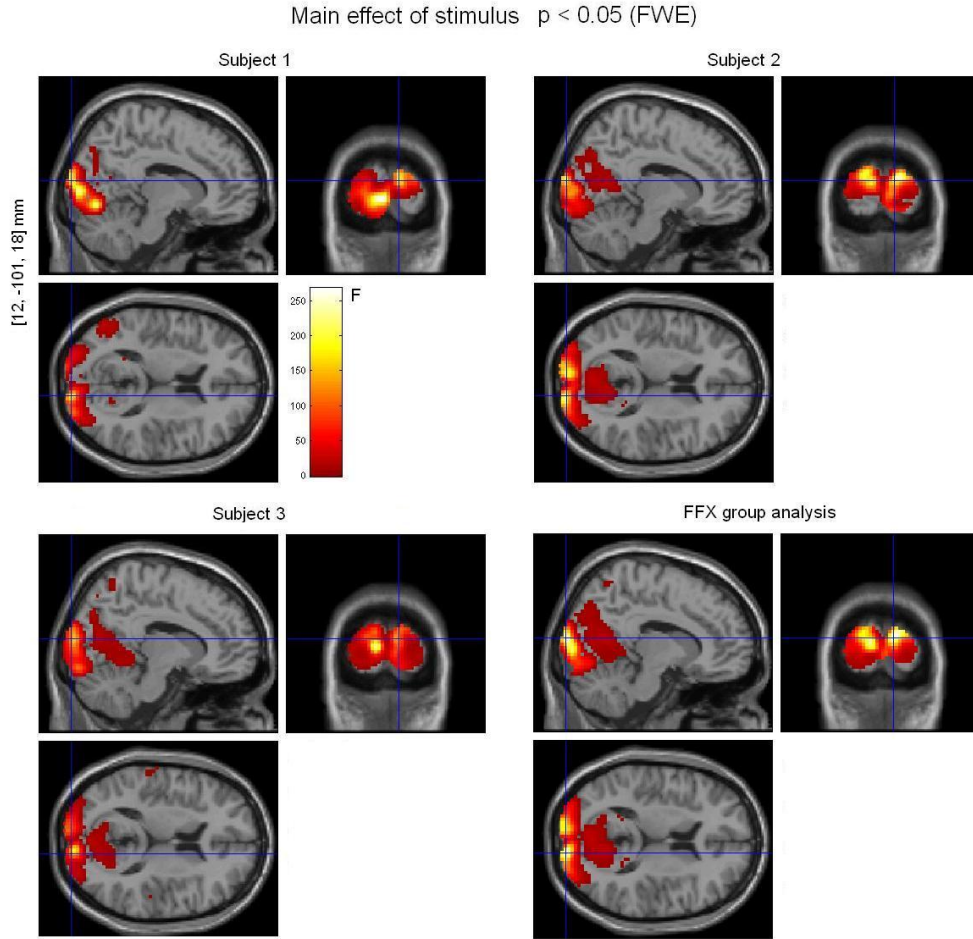 Main effect of stimulus p < 0.05 (FWE)
Subject 1
Subject 2
[12, -101, 18] mm
F
250
200
150
100
50
0
Subject 3
FFX group analysis